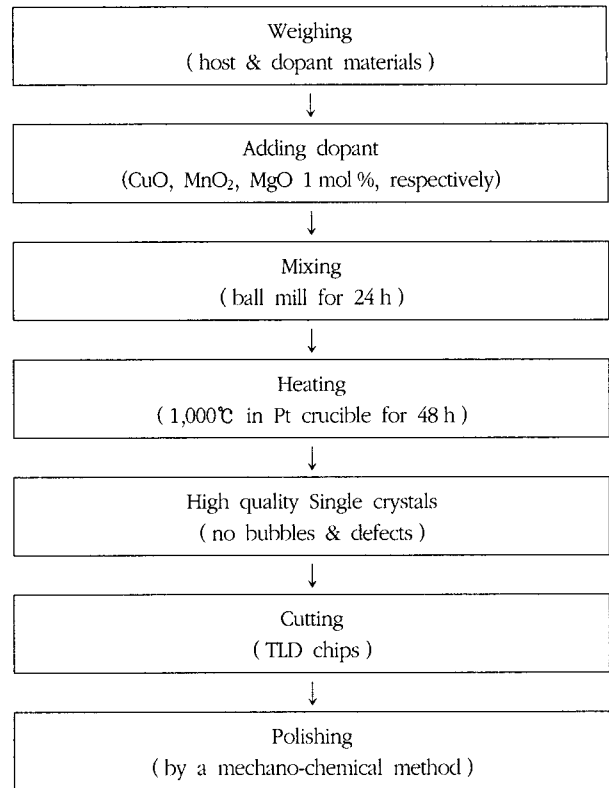 Weighing
( host & dopant materials )
↓
Adding dopant
(CuO, MnO₂, MgO 1 mol %, respectively)
↓
Mixing
( ball mill for 24 h )
↓
Heating
( 1,000℃ in Pt crucible for 48 h )
↓
High quality Single crystals
( no bubbles & defects )
↓
Cutting
( TLD chips )
↓
Polishing
( by a mechano-chemical method )